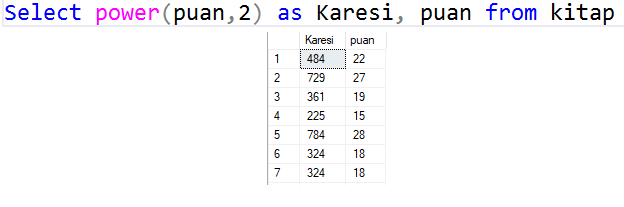 Select power(puan,2) as Karesi, puan from kitap
Karesi puan
1 484 22
2 729 27
3 361 19
4 225 15
5 784 28
6 324 18
7 324 18